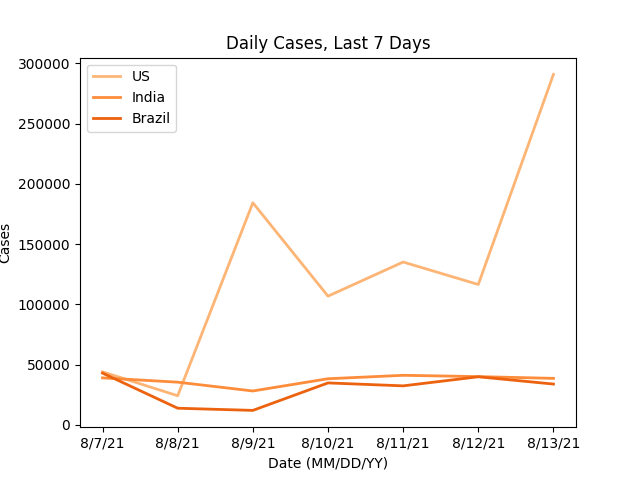 Daily Cases, Last 7 Days
300000
250000
200000
150000
100000
50000
0
Cases
US
India
Brazil
8/7/21 8/8/21 8/9/21 8/10/21 8/11/21 8/12/21 8/13/21
Date (MM/DD/YY)